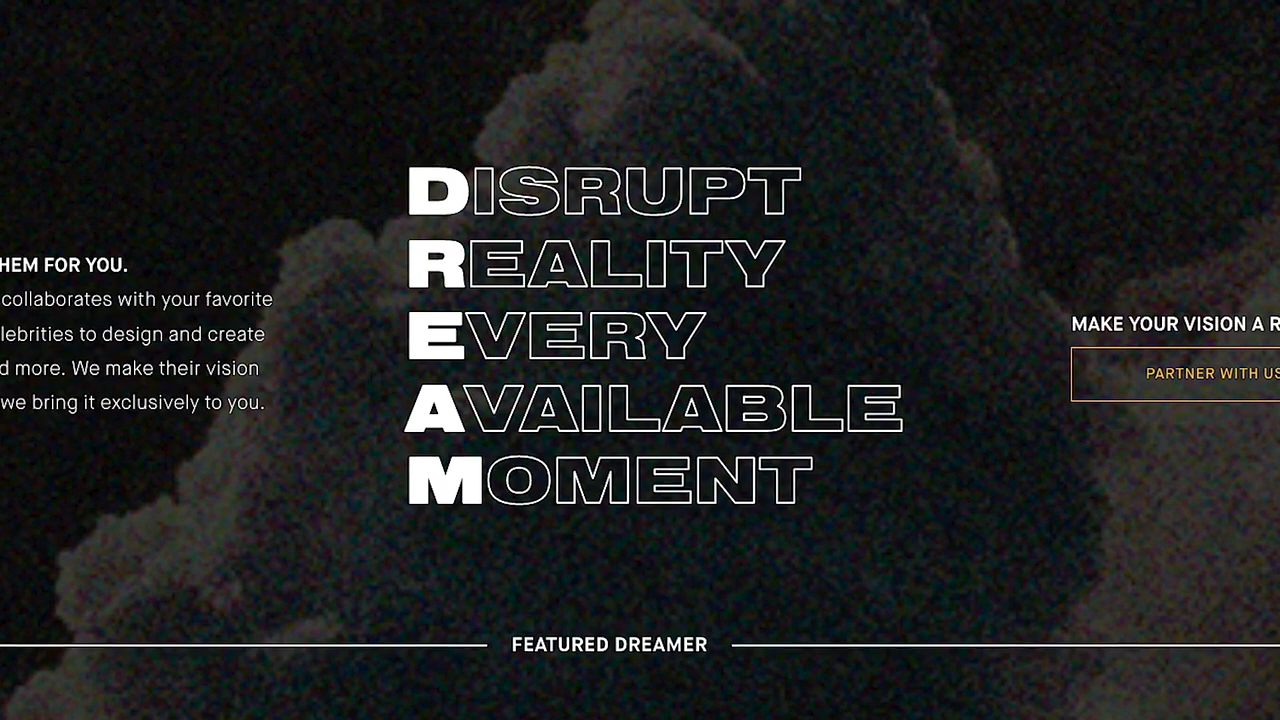 HEM FOR YOU.
collaborates with your favorite
lebrities to design and create
d more. We make their vision
we bring it exclusively to you.
DISRUPT
REALITY
EVERY
AVAILABLE
MOMENT
MAKE YOUR VISION A R
PARTNER WITH US
FEATURED DREAMER